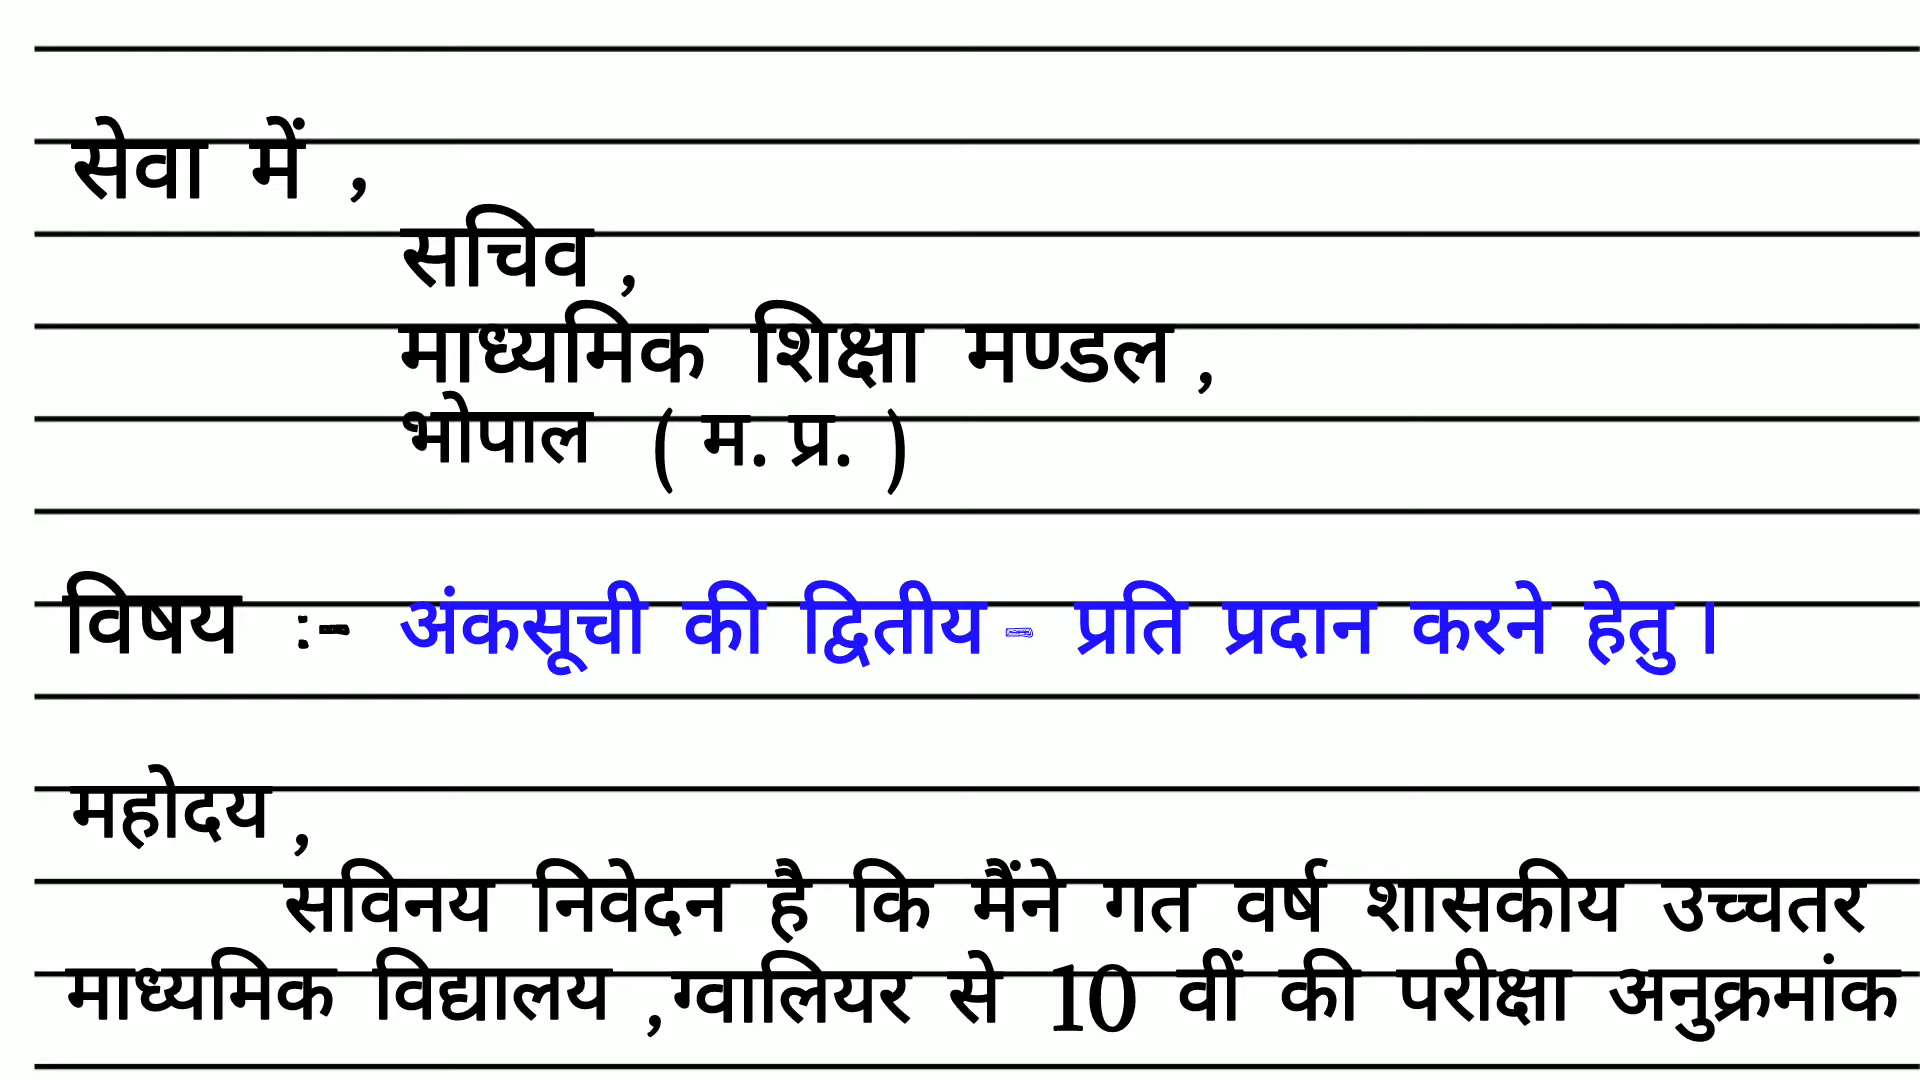 सेवा में ,
सचिव ,
माध्यमिक शिक्षा मण्डल ,
भोपाल ( म. प्र. )
विषय :- अंकसूची की द्वितीय - प्रति प्रदान करने हेतु ।
महोदय ,
सविनय निवेदन है कि मैंने गत वर्ष शासकीय उच्चतर
माध्यमिक विद्यालय ,ग्वालियर से 10 वीं की परीक्षा अनुक्रमांक